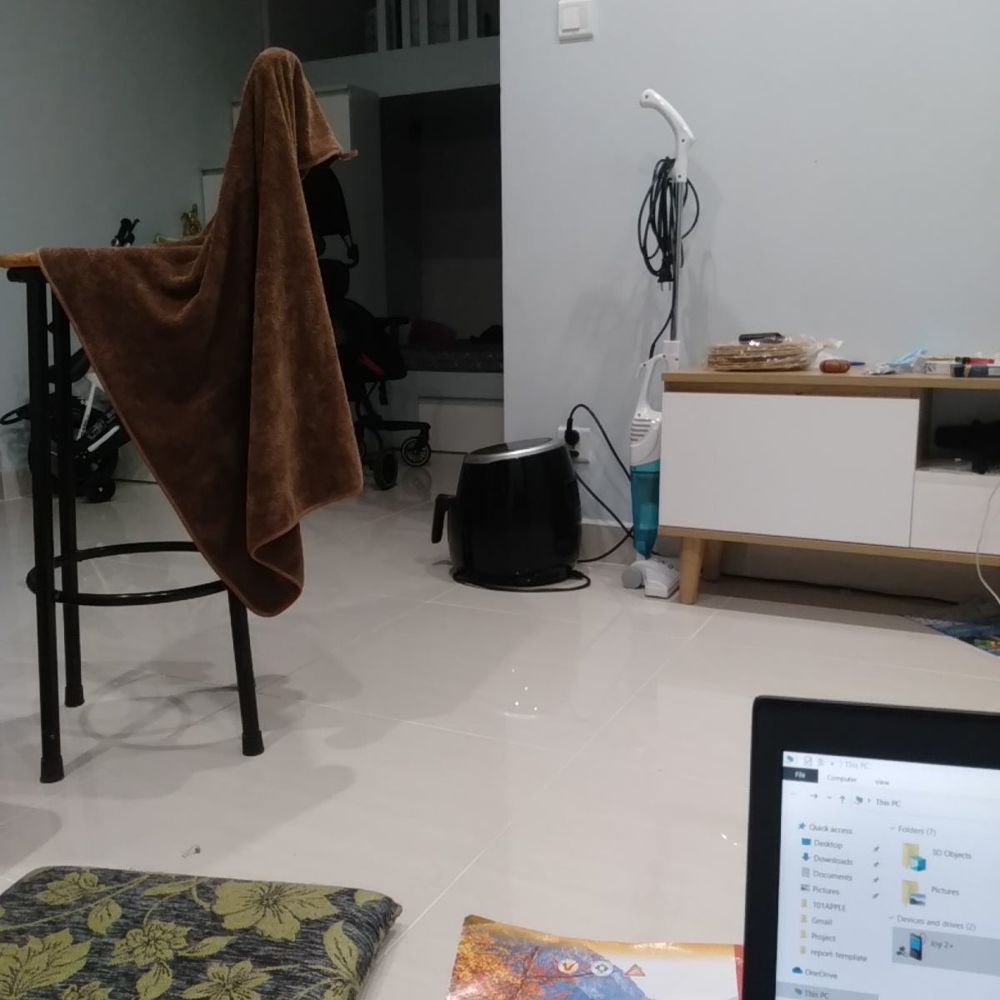 This PC
File
Computer
View
This PC
Quick access
Desktop
Downloads
Documents
Pictures
101APPLE
Gmail
Project
report-template
OneDrive
This PC
Folders (7)
3D Objects
Pictures
Devices and drives (2)
Joy 2+